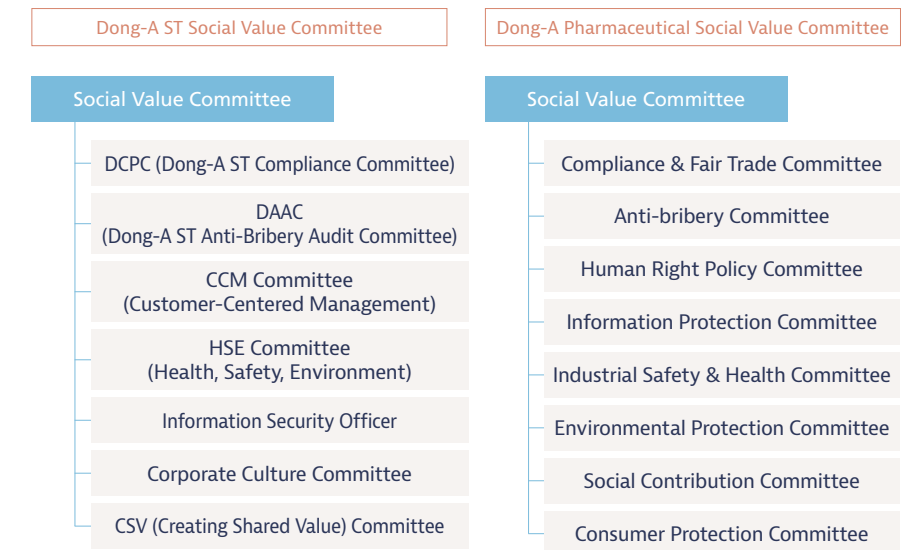 Dong-A ST Social Value Committee
Social Value Committee
DCPC (Dong-A ST Compliance Committee)
DAAC
(Dong-A ST Anti-Bribery Audit Committee)
CCM Committee
(Customer-Centered Management)
HSE Committee
(Health, Safety, Environment)
Information Security Officer
Corporate Culture Committee
CSV (Creating Shared Value) Committee
Dong-A Pharmaceutical Social Value Committee
Social Value Committee
Compliance & Fair Trade Committee
Anti-bribery Committee
Human Right Policy Committee
Information Protection Committee
Industrial Safety & Health Committee
Environmental Protection Committee
Social Contribution Committee
Consumer Protection Committee